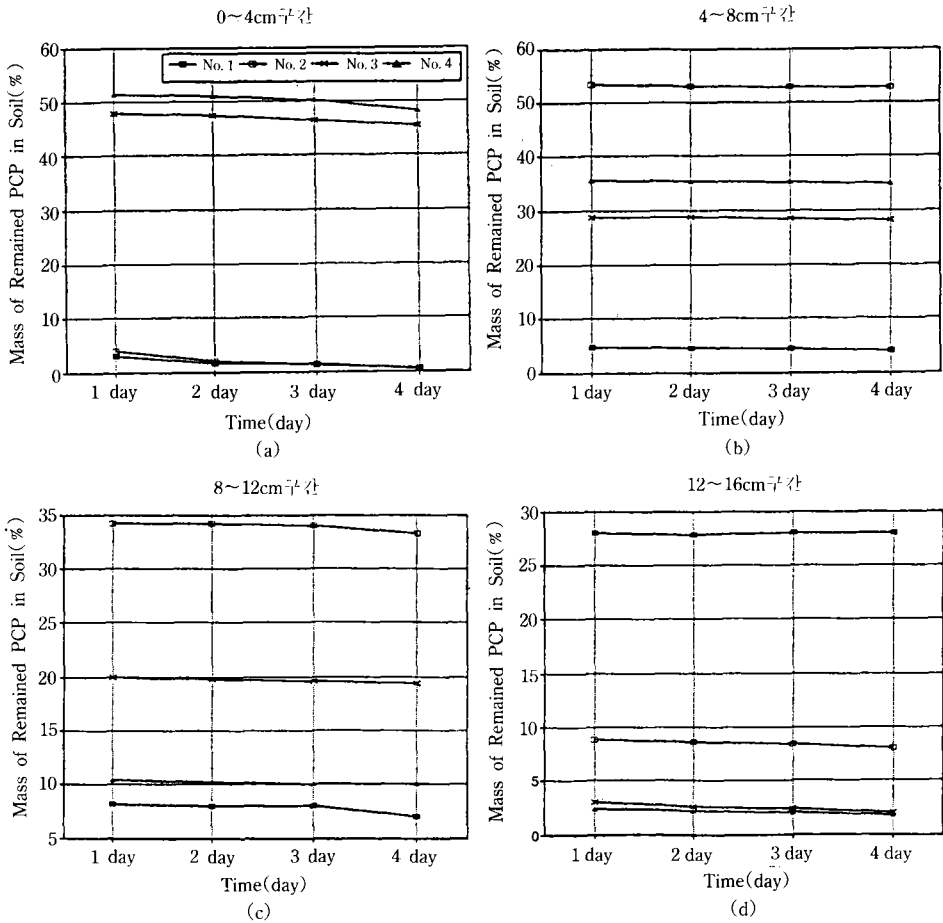 0~4cm구간
60
50
40
30
20
10
0
No. 1 No. 2 No. 3 No. 4
Mass of Remained PCP in Soil(%)
1 day 2 day 3 day 4 day
Time(day)
(a)
4~8cm구간
60
50
40
30
20
10
0
Mass of Remained PCP in Soil(%)
1 day 2 day 3 day 4 day
Time(day)
(b)
8~12cm구간
35
30
25
20
15
10
5
Mass of Remained PCP in Soil(%)
1 day 2 day 3 day 4 day
Time(day)
(c)
12~16cm구간
30
25
20
15
10
5
0
Mass of Remained PCP in Soil(%)
1 day 2 day 3 day 4 day
Time(day)
(d)